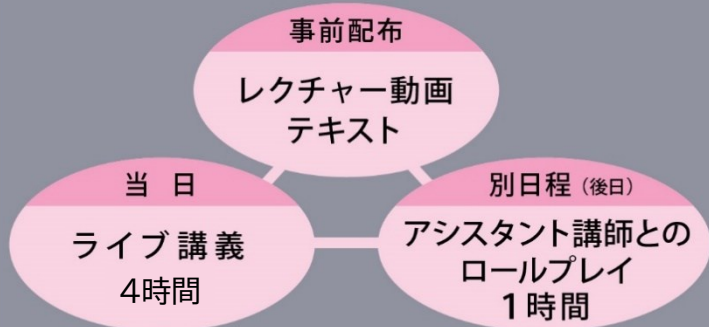 事前配布
レクチャー動画
テキスト
当 日
ライブ講義
4時間
別日程（後日）
アシスタント講師との
ロールプレイ
1時間